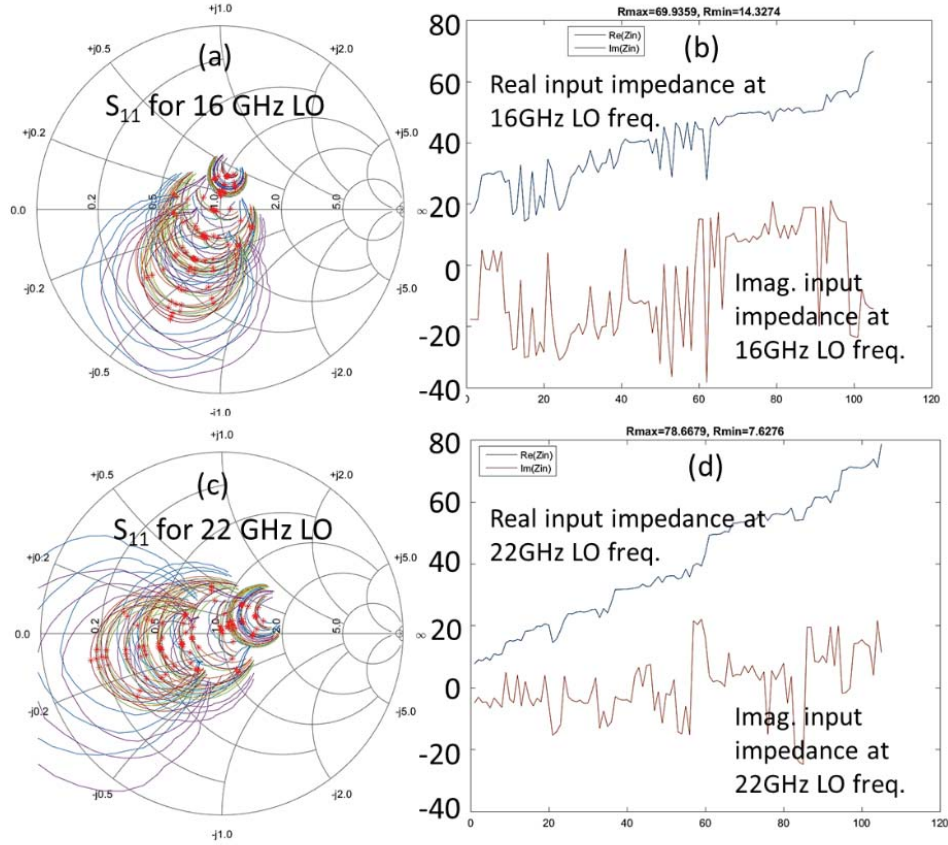 +j1.0
+j0.5
+j2.0
(a)
S11 for 16 GHz LO
+j0.2
+j5.0
0.0
0.2
0.5
1.0
2.0
5.0
∞
-j0.2
-j5.0
-j0.5
-j2.0
-j1.0
Rmax=69.9359, Rmin=14.3274
Re(Zin)
Im(Zin)
(b)
Real input impedance at
16GHz LO freq.
Imag. input
impedance at
16GHz LO freq.
80
60
40
20
0
-20
-40
0
20
40
60
80
100
120
+j1.0
+j0.5
+j2.0
(c)
S11 for 22 GHz LO
+j0.2
+j5.0
0.0
0.2
0.5
1.0
2.0
5.0
∞
-j0.2
-j5.0
-j0.5
-j2.0
-j1.0
Rmax=78.6679, Rmin=7.6276
Re(Zin)
Im(Zin)
(d)
Real input impedance at
22GHz LO freq.
Imag. input
impedance at
22GHz LO freq.
80
60
40
20
0
-20
-40
0
20
40
60
80
100
120